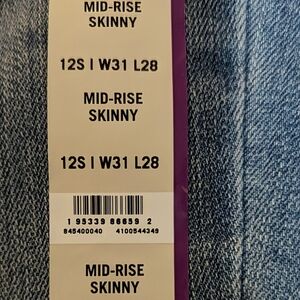 MID-RISE
SKINNY
12S | W31 L28
MID-RISE
SKINNY
12S | W31 L28
1 95339 86659 2
845400040 4100544349
MID-RISE
SKINNY